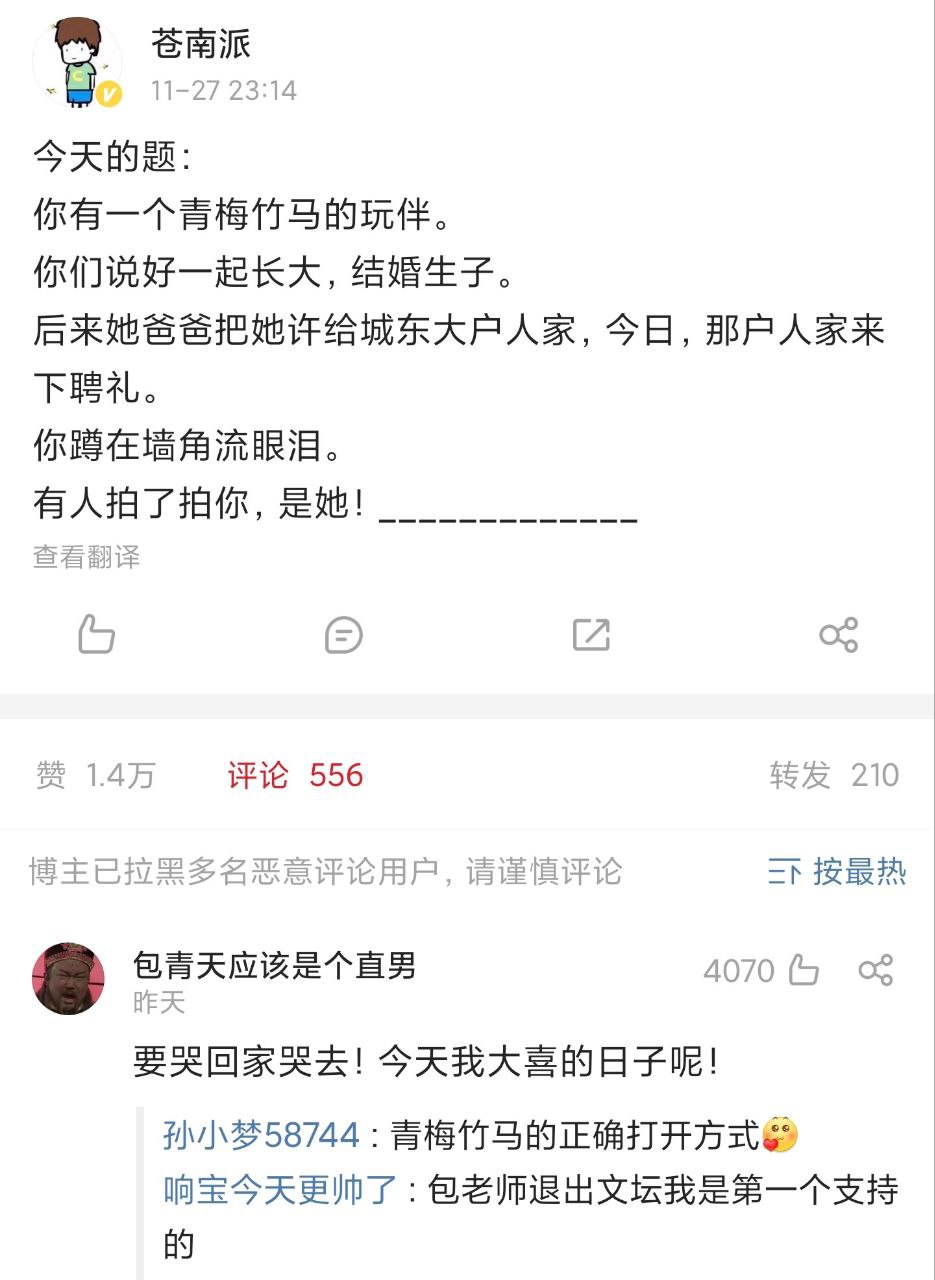 苍南派
11-27 23:14
今天的题：
你有一个青梅竹马的玩伴。
你们说好一起长大，结婚生子。
后来她爸爸把她许给城东大户人家，今日，那户人家来
下聘礼。
你蹲在墙角流眼泪。
有人拍了拍你，是她！_____________
查看翻译
赞 1.4万 评论 556 转发 210
博主已拉黑多名恶意评论用户，请谨慎评论 按最热
包青天应该是个直男 4070
昨天
要哭回家哭去！今天我大喜的日子呢！
孙小梦58744：青梅竹马的正确打开方式
响宝今天更帅了：包老师退出文坛我是第一个支持
的